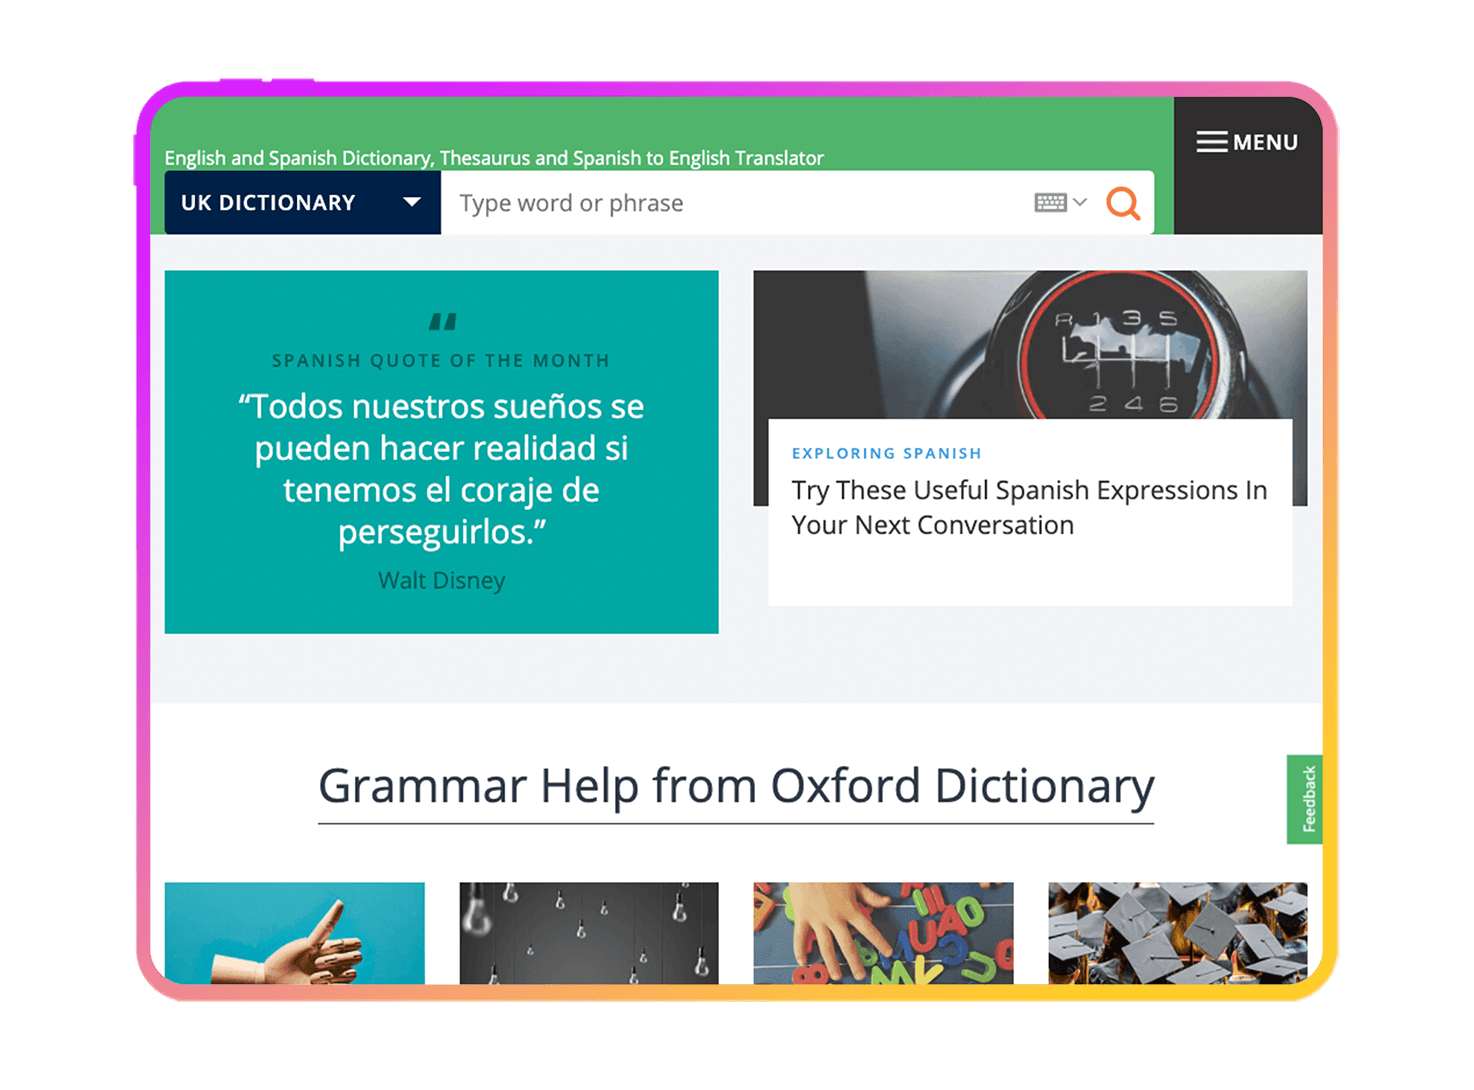 English and Spanish Dictionary, Thesaurus and Spanish to English Translator
MENU
UK DICTIONARY
Type word or phrase
SPANISH QUOTE OF THE MONTH
“Todos nuestros sueños se
pueden hacer realidad si
tenemos el coraje de
perseguirlos.”
Walt Disney
R 1 3 5
2 4 6
EXPLORING SPANISH
Try These Useful Spanish Expressions In
Your Next Conversation
Grammar Help from Oxford Dictionary
Feedback